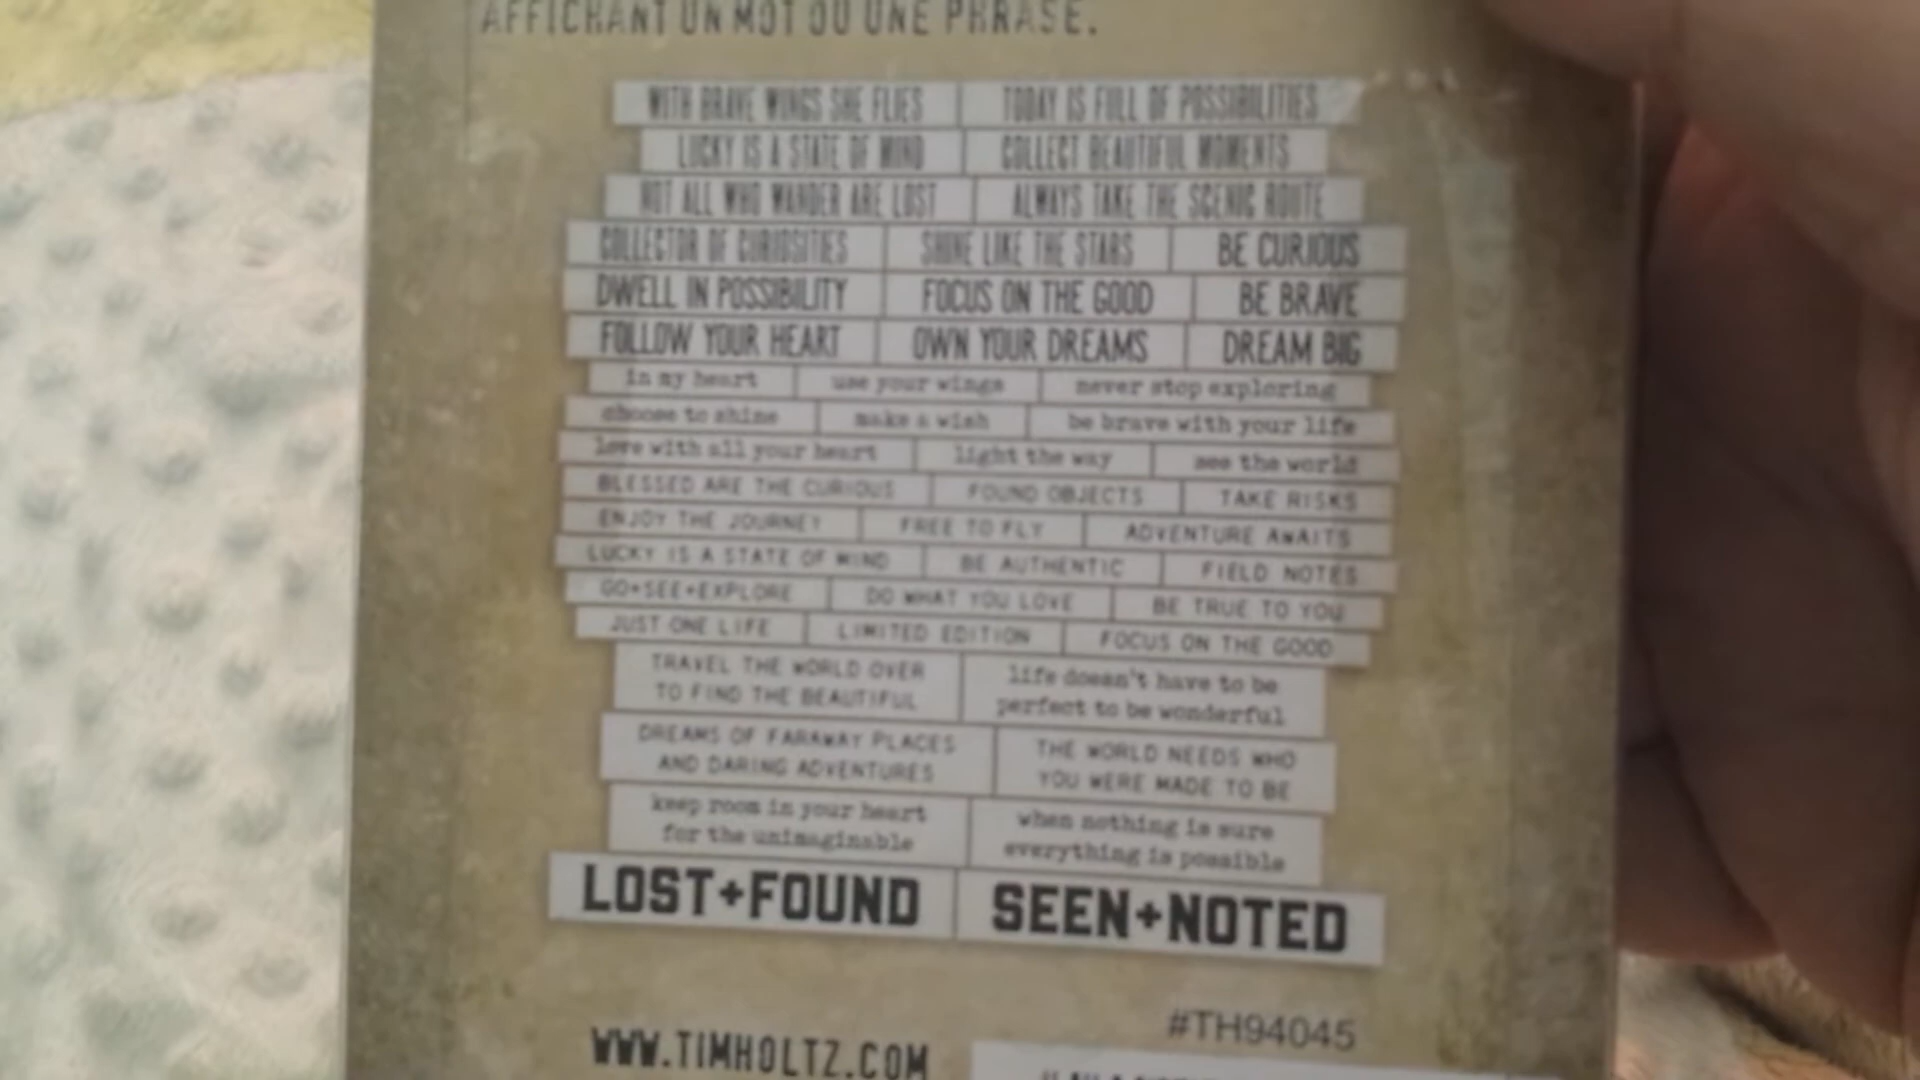 AFFICHANT UN MOT OU UNE PHRASE.
WITH BRAVE WINGS SHE FLIES TODAY IS FULL OF POSSIBILITIES
LUCKY IS A STATE OF MIND COLLECT BEAUTIFUL MOMENTS
NOT ALL WHO WANDER ARE LOST ALWAYS TAKE THE SCENIC ROUTE
COLLECTOR OF CURIOSITIES SHINE LIKE THE STARS BE CURIOUS
DWELL IN POSSIBILITY FOCUS ON THE GOOD BE BRAVE
FOLLOW YOUR HEART OWN YOUR DREAMS DREAM BIG
in my heart use your wings never stop exploring
choose to shine make a wish be brave with your life
love with all your heart light the way see the world
BLESSED ARE THE CURIOUS FOUND OBJECTS TAKE RISKS
ENJOY THE JOURNEY FREE TO FLY ADVENTURE AWAITS
LUCKY IS A STATE OF MIND BE AUTHENTIC FIELD NOTES
GO+SEE+EXPLORE DO WHAT YOU LOVE BE TRUE TO YOU
JUST ONE LIFE LIMITED EDITION FOCUS ON THE GOOD
TRAVEL THE WORLD OVER
TO FIND THE BEAUTIFUL
life doesn't have to be
perfect to be wonderful
DREAMS OF FARAWAY PLACES
AND DARING ADVENTURES
THE WORLD NEEDS WHO
YOU WERE MADE TO BE
keep room in your heart
for the unimaginable
when nothing is sure
everything is possible
LOST+FOUND SEEN+NOTED
#TH94045
WWW.TIMHOLTZ.COM